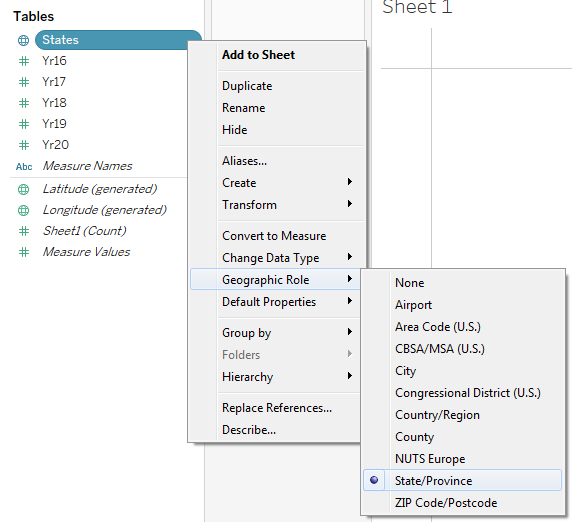 Tables
States
# Yr16
# Yr17
# Yr18
# Yr19
# Yr20
Abc Measure Names
Latitude (generated)
Longitude (generated)
# Sheet1 (Count)
# Measure Values
Sheet 1
Add to Sheet
Duplicate
Rename
Hide
Aliases...
Create
Transform
Convert to Measure
Change Data Type
Geographic Role
Default Properties
Group by
Folders
Hierarchy
Replace References...
Describe...
None
Airport
Area Code (U.S.)
CBSA/MSA (U.S.)
City
Congressional District (U.S.)
Country/Region
County
NUTS Europe
State/Province
ZIP Code/Postcode